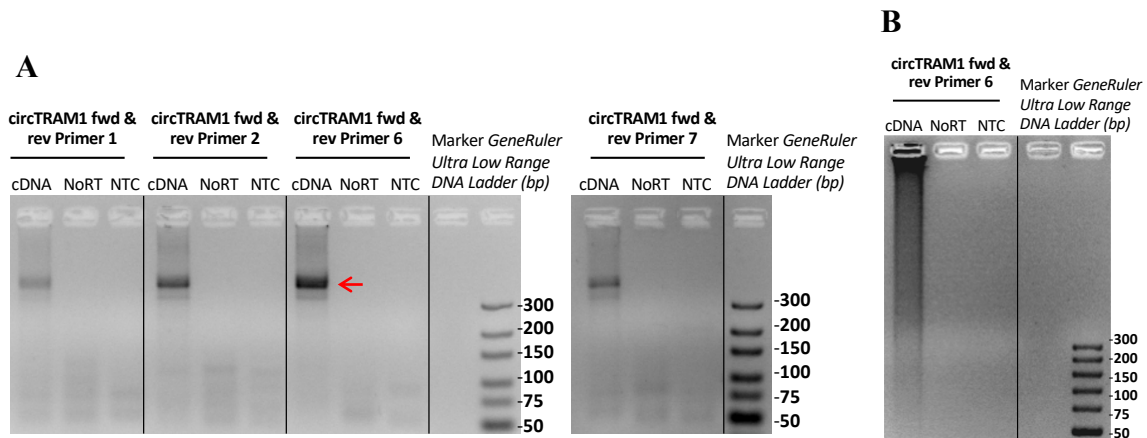 A
circTRAM1 fwd &
rev Primer 1
circTRAM1 fwd &
rev Primer 2
circTRAM1 fwd &
rev Primer 6
Marker GeneRuler
Ultra Low Range
DNA Ladder (bp)
circTRAM1 fwd &
rev Primer 7
Marker GeneRuler
Ultra Low Range
DNA Ladder (bp)
cDNA NoRT NTC
cDNA NoRT NTC
cDNA NoRT NTC
cDNA NoRT NTC
-300
-200
-150
-100
-75
-50
-300
-200
-150
-100
-75
-50
B
circTRAM1 fwd &
rev Primer 6
Marker GeneRuler
Ultra Low Range
DNA Ladder (bp)
cDNA NoRT NTC
-300
-200
-150
-100
-75
-50